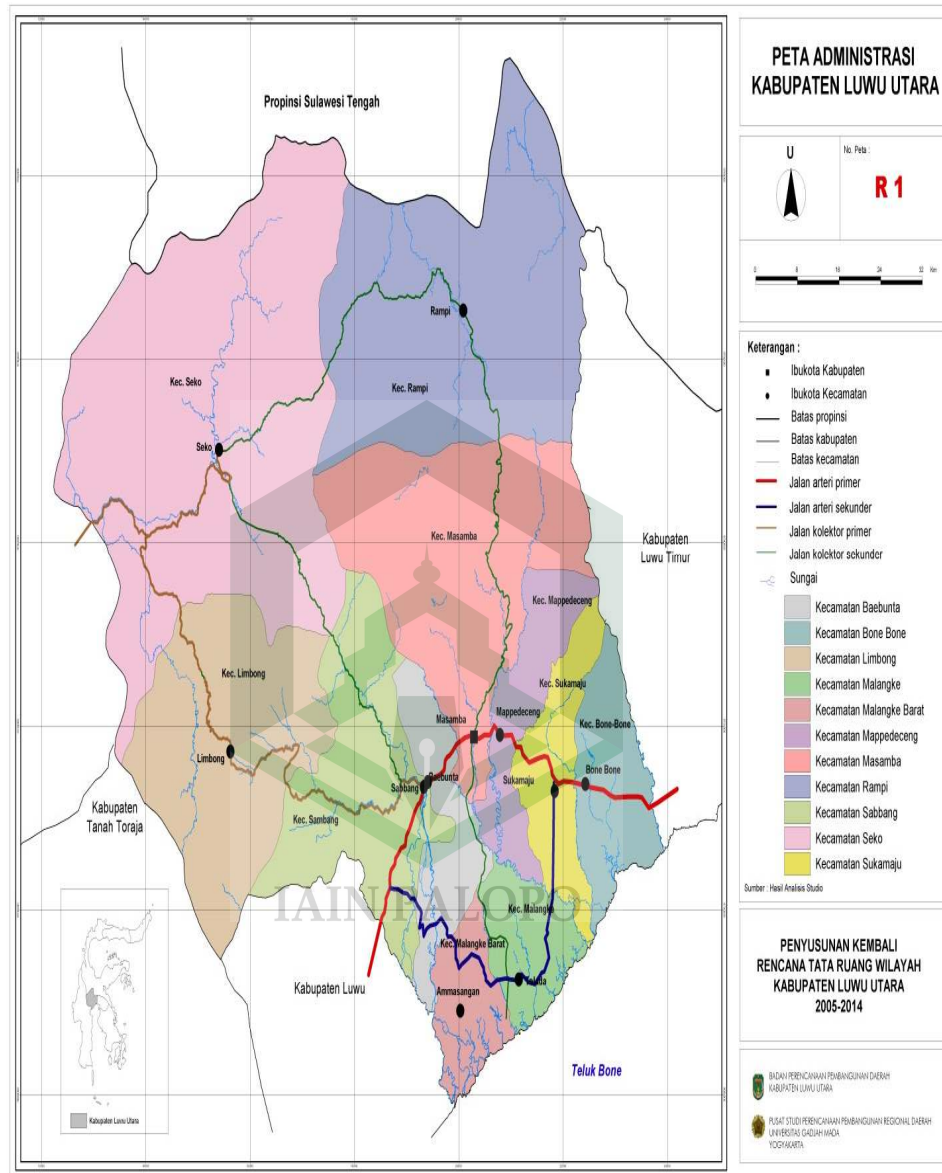 PETA ADMINISTRASI
KABUPATEN LUWU UTARA
U
No. Peta :
R 1
0 8 16 24 32 Km
Keterangan :
Ibukota Kabupaten
Ibukota Kecamatan
Batas propinsi
Batas kabupaten
Batas kecamatan
Jalan arteri primer
Jalan arteri sekunder
Jalan kolektor primer
Jalan kolektor sekunder
Sungai
Kecamatan Baebunta
Kecamatan Bone Bone
Kecamatan Limbong
Kecamatan Malangke
Kecamatan Malangke Barat
Kecamatan Mappedeceng
Kecamatan Masamba
Kecamatan Rampi
Kecamatan Sabbang
Kecamatan Seko
Kecamatan Sukamaju
Sumber : Hasil Analisis Studio
PENYUSUNAN KEMBALI
RENCANA TATA RUANG WILAYAH
KABUPATEN LUWU UTARA
2005-2014
BADAN PERENCANAAN PEMBANGUNAN DAERAH
KABUPATEN LUWU UTARA
PUSAT STUDI PERENCANAAN PEMBANGUNAN REGIONAL DAERAH
UNIVERSITAS GADJAH MADA
YOGYAKARTA
Propinsi Sulawesi Tengah
Rampi
Kec. Seko
Kec. Rampi
Seko
Kec. Masamba
Kabupaten
Luwu Timur
Kec. Mappedeceng
Kec. Limbong
Kec. Sukamaju
Masamba
Mappedeceng
Kec. Bone-Bone
Limbong
Bone Bone
Baebunta
Sabbang
Sukamaju
Kabupaten
Tanah Toraja
Kec. Sambang
IAIN PALOPO
Kec. Malangke
Kec. Malangke Barat
Kabupaten Luwu
Ammasangan
Teluk Bone
Kabupaten Luwu Utara